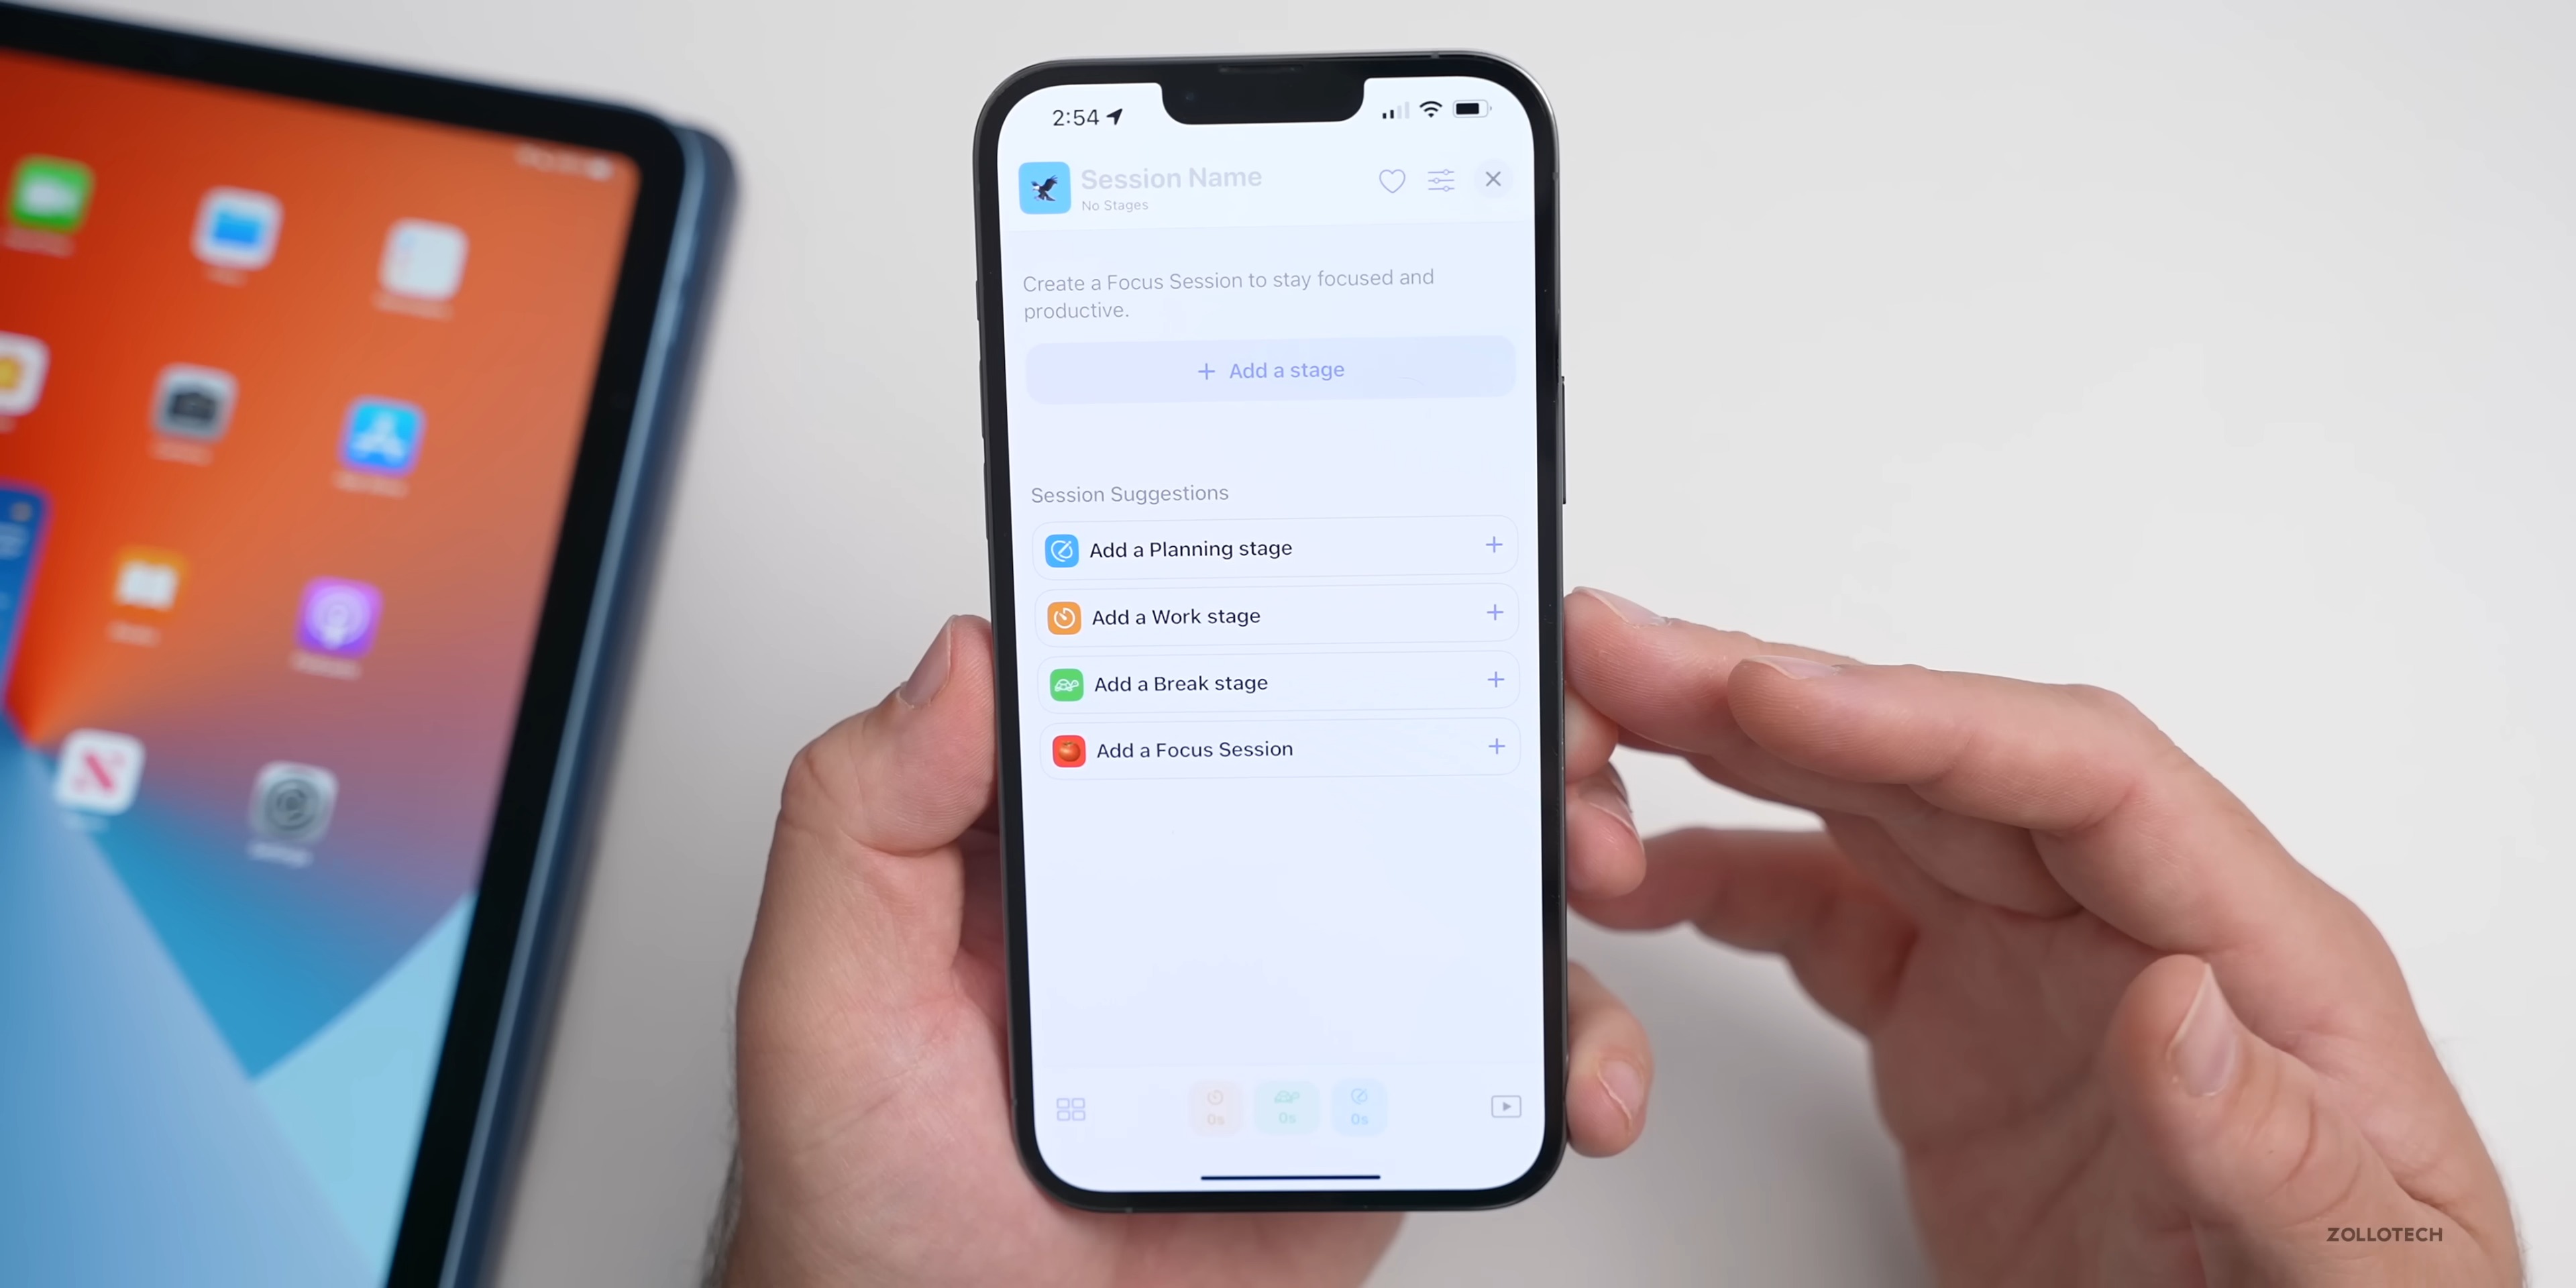 2:54
Session Name
No Stages
Create a Focus Session to stay focused and
productive.
+ Add a stage
Session Suggestions
Add a Planning stage
Add a Work stage
Add a Break stage
Add a Focus Session
0s
0s
0s
ZOLLOTECH